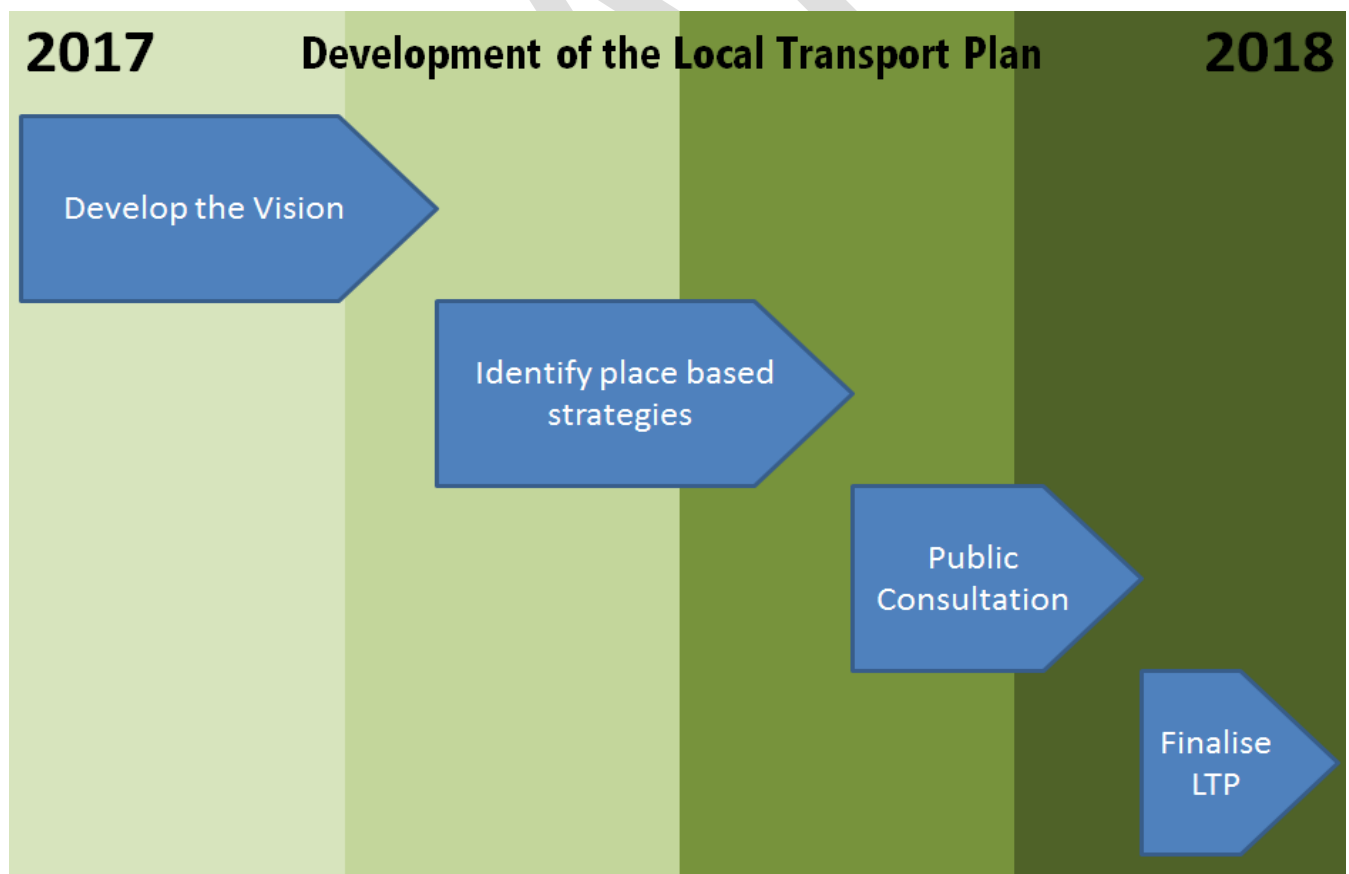 2017 Development of the Local Transport Plan 2018
Develop the Vision
Identify place based
strategies
Public
Consultation
Finalise
LTP